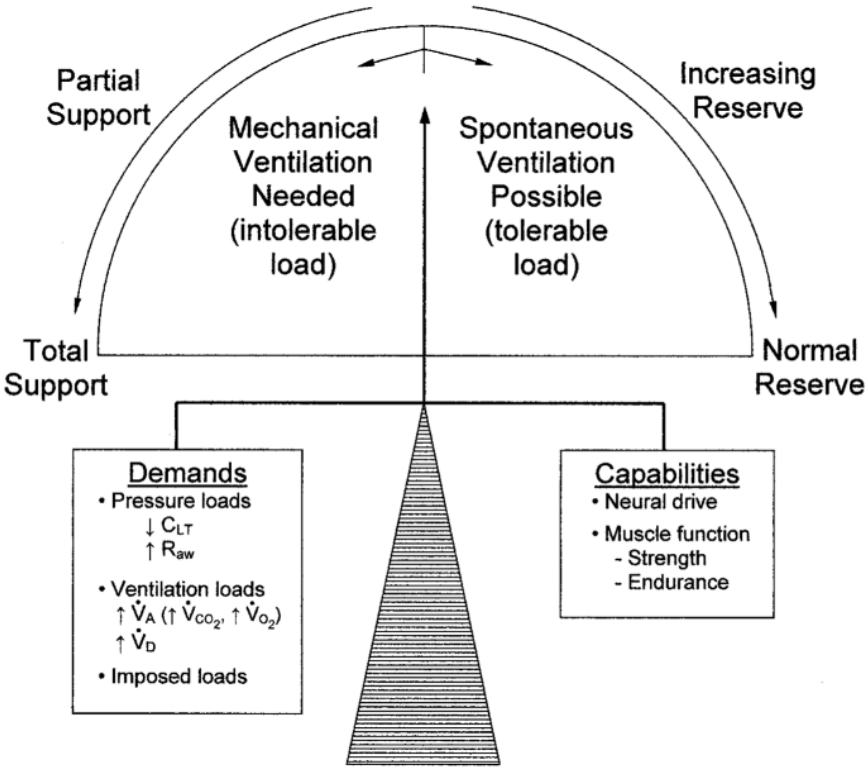 Partial
Support
Increasing
Reserve
Mechanical
Ventilation
Needed
(intolerable
load)
Spontaneous
Ventilation
Possible
(tolerable
load)
Total
Support
Normal
Reserve
Demands
• Pressure loads
↓ C_LT
↑ R_aw
• Ventilation loads
↑ V̇_A (↑ V̇_CO₂, ↑ V̇_O₂)
↑ V̇_D
• Imposed loads
Capabilities
• Neural drive
• Muscle function
- Strength
- Endurance